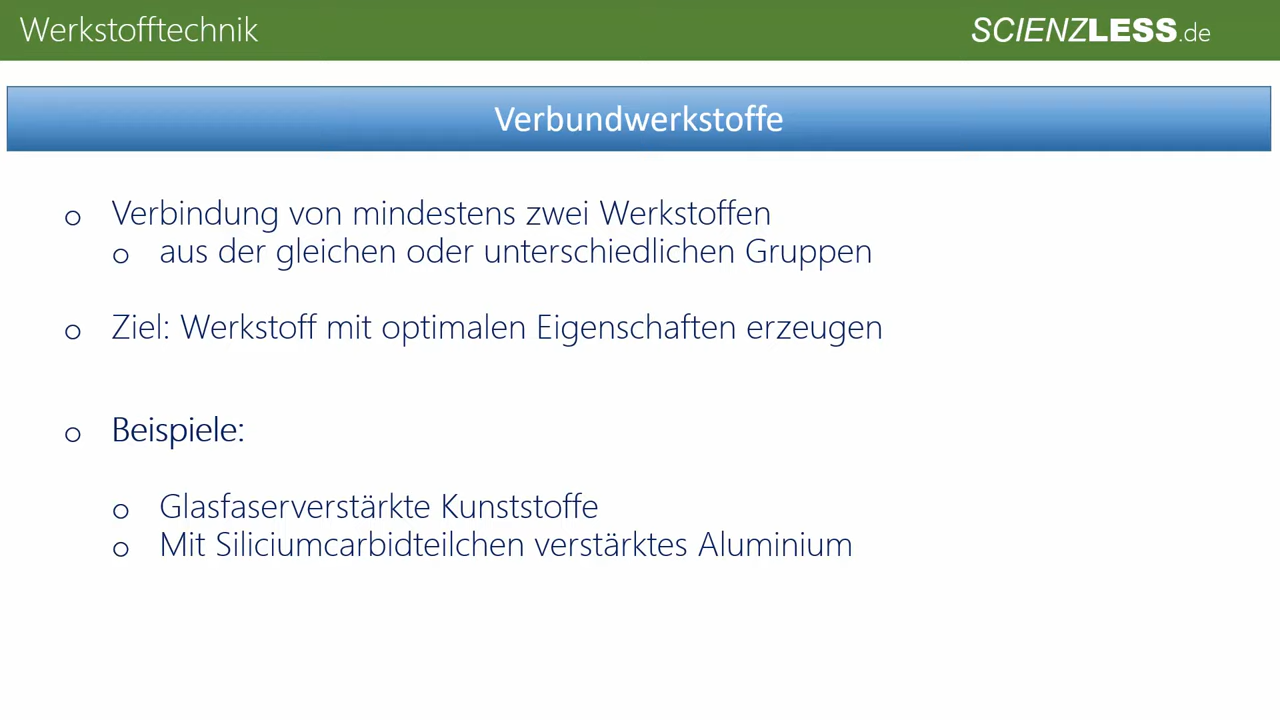 Werkstofftechnik
SCIENZLESS.de
Verbundwerkstoffe
o Verbindung von mindestens zwei Werkstoffen
o aus der gleichen oder unterschiedlichen Gruppen
o Ziel: Werkstoff mit optimalen Eigenschaften erzeugen
o Beispiele:
o Glasfaserverstärkte Kunststoffe
o Mit Siliciumcarbidteilchen verstärktes Aluminium